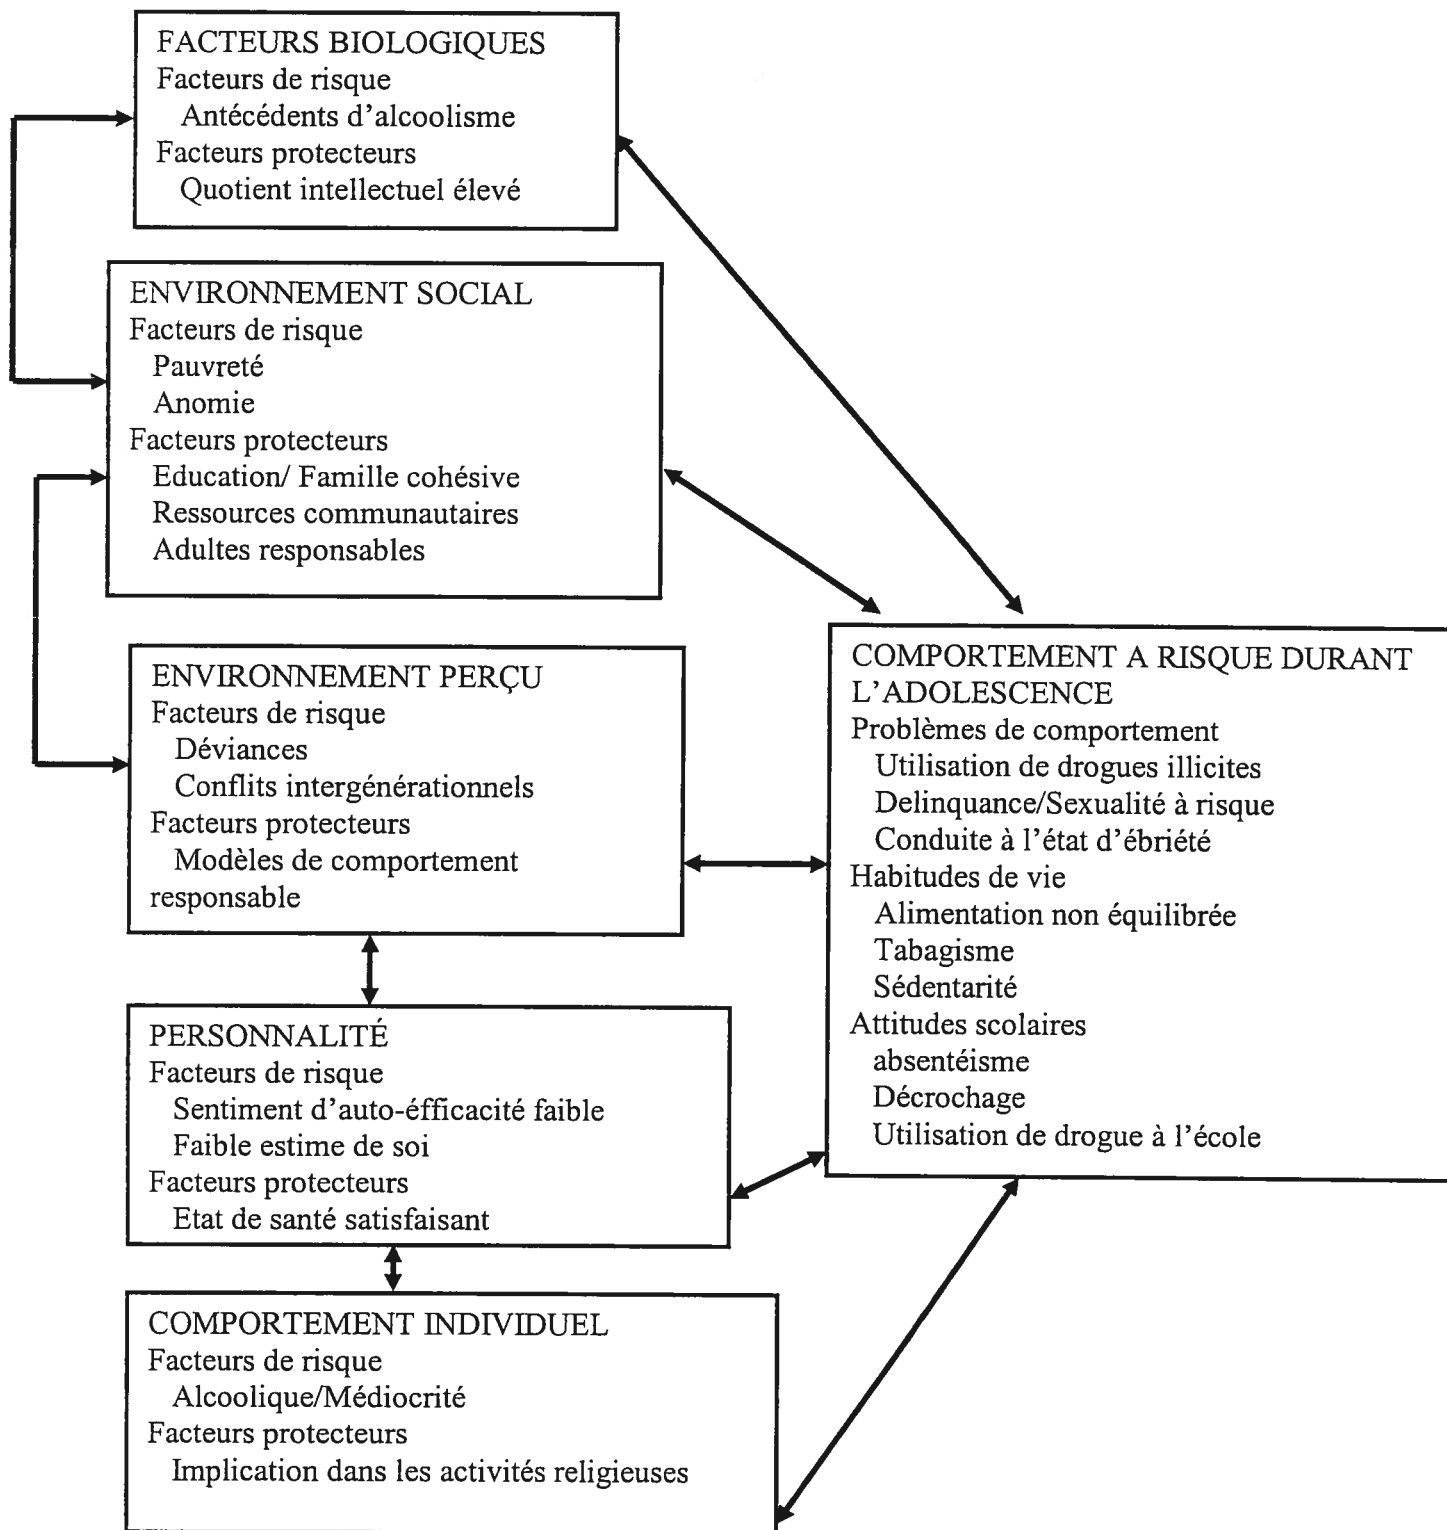 FACTEURS BIOLOGIQUES
Facteurs de risque
Antécédents d'alcoolisme
Facteurs protecteurs
Quotient intellectuel élevé
ENVIRONNEMENT SOCIAL
Facteurs de risque
Pauvreté
Anomie
Facteurs protecteurs
Education/ Famille cohésive
Ressources communautaires
Adultes responsables
ENVIRONNEMENT PERÇU
Facteurs de risque
Déviances
Conflits intergénérationnels
Facteurs protecteurs
Modèles de comportement
responsable
PERSONNALITÉ
Facteurs de risque
Sentiment d'auto-éfficacité faible
Faible estime de soi
Facteurs protecteurs
Etat de santé satisfaisant
COMPORTEMENT INDIVIDUEL
Facteurs de risque
Alcoolique/Médiocrité
Facteurs protecteurs
Implication dans les activités religieuses
COMPORTEMENT A RISQUE DURANT
L'ADOLESCENCE
Problèmes de comportement
Utilisation de drogues illicites
Delinquance/Sexualité à risque
Conduite à l'état d'ébriété
Habitudes de vie
Alimentation non équilibrée
Tabagisme
Sédentarité
Attitudes scolaires
absentéisme
Décrochage
Utilisation de drogue à l'école